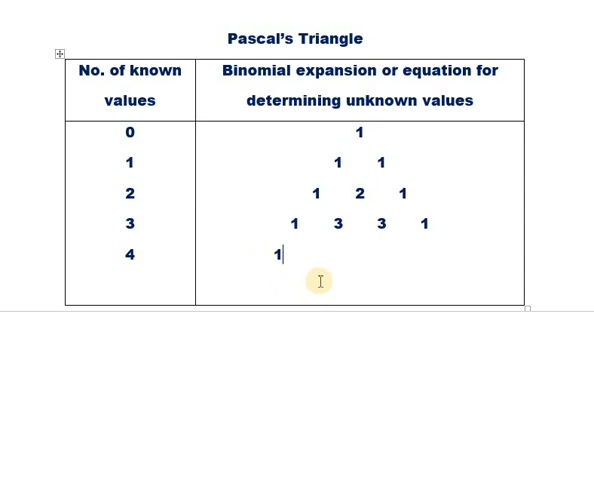 Pascal’s Triangle
No. of known values
Binomial expansion or equation for determining unknown values
0 1
1 1 1
2 1 2 1
3 1 3 3 1
4 1